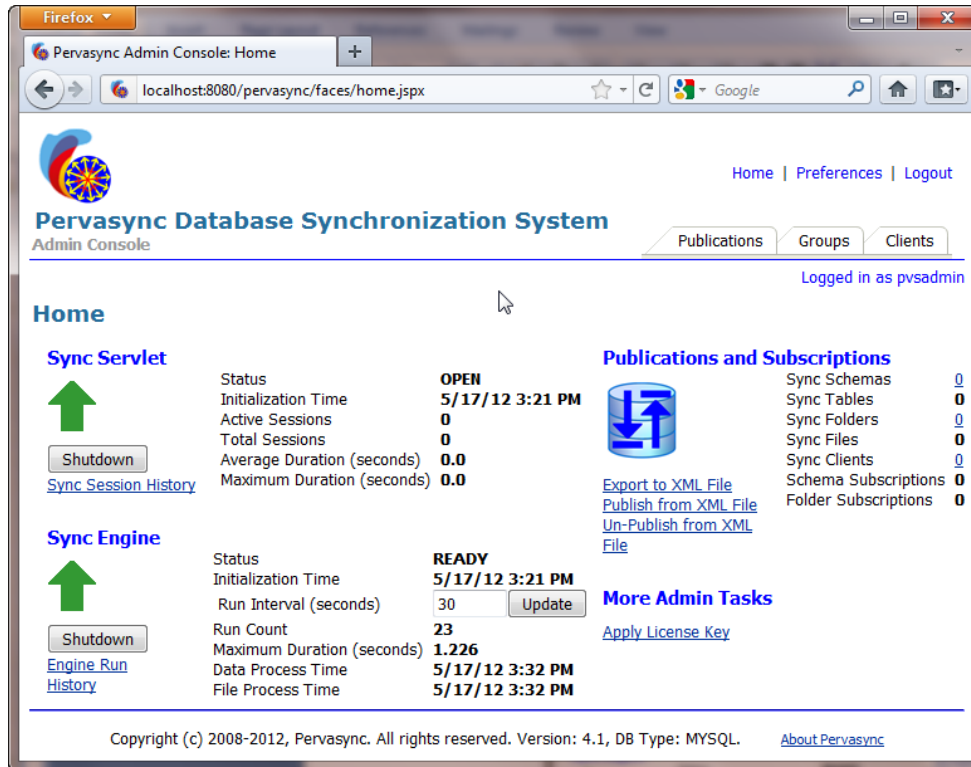 Firefox
Pervasync Admin Console: Home
localhost:8080/pervasync/faces/home.jspx
Google
Home | Preferences | Logout
Pervasync Database Synchronization System
Admin Console
Publications Groups Clients
Logged in as pvsadmin
Home
Sync Servlet
Status OPEN
Initialization Time 5/17/12 3:21 PM
Active Sessions 0
Total Sessions 0
Average Duration (seconds) 0.0
Maximum Duration (seconds) 0.0
Shutdown
Sync Session History
Publications and Subscriptions
Sync Schemas 0
Sync Tables 0
Sync Folders 0
Sync Files 0
Sync Clients 0
Schema Subscriptions 0
Folder Subscriptions 0
Export to XML File
Publish from XML File
Un-Publish from XML
File
Sync Engine
Status READY
Initialization Time 5/17/12 3:21 PM
Run Interval (seconds) 30 Update
Run Count 23
Maximum Duration (seconds) 1.226
Data Process Time 5/17/12 3:32 PM
File Process Time 5/17/12 3:32 PM
Shutdown
Engine Run
History
More Admin Tasks
Apply License Key
Copyright (c) 2008-2012, Pervasync. All rights reserved. Version: 4.1, DB Type: MYSQL. About Pervasync